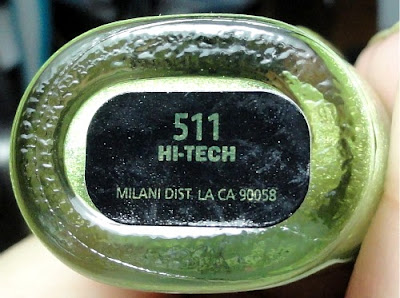 511
HI-TECH
MILANI DIST. LA CA 90058